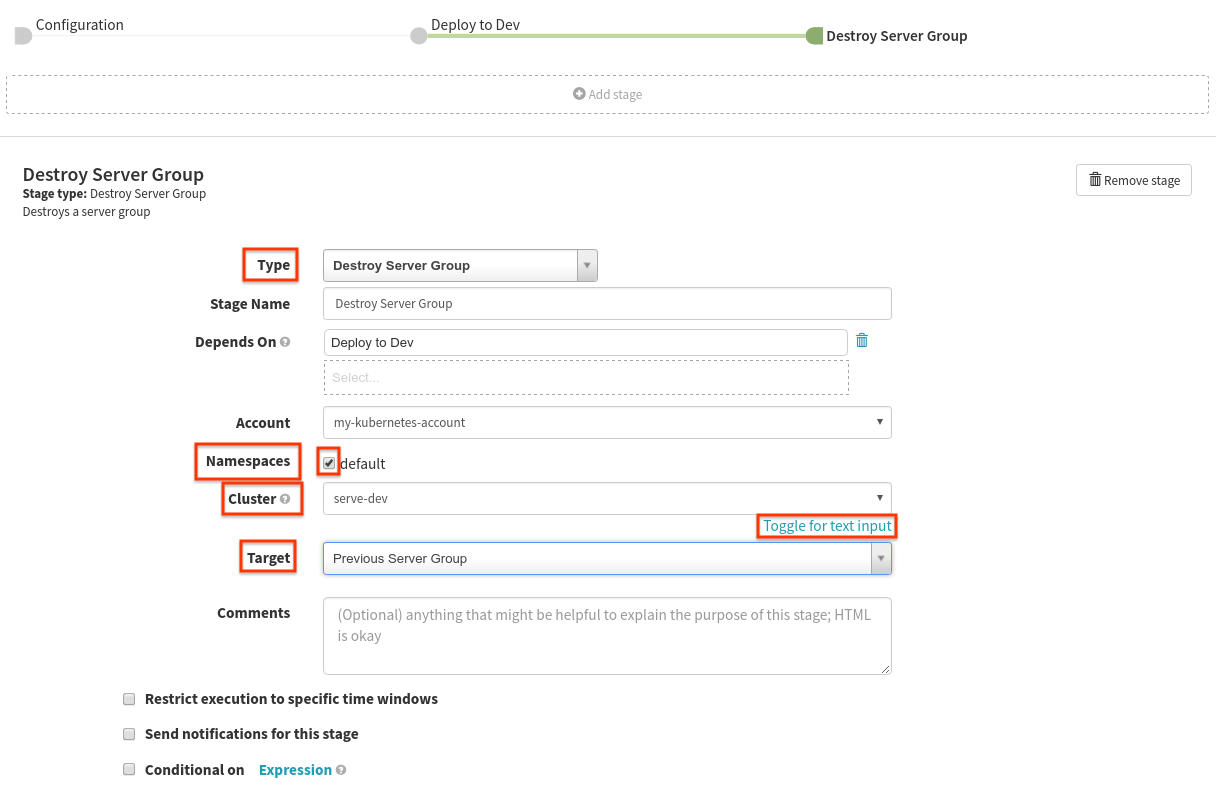 Configuration
Deploy to Dev
Destroy Server Group
Add stage
Destroy Server Group
Remove stage
Stage type: Destroy Server Group
Destroys a server group
Type
Destroy Server Group
Stage Name
Destroy Server Group
Depends On
Deploy to Dev
Select...
Account
my-kubernetes-account
Namespaces
default
Cluster
serve-dev
Toggle for text input
Target
Previous Server Group
Comments
(Optional) anything that might be helpful to explain the purpose of this stage; HTML
is okay
Restrict execution to specific time windows
Send notifications for this stage
Conditional on Expression